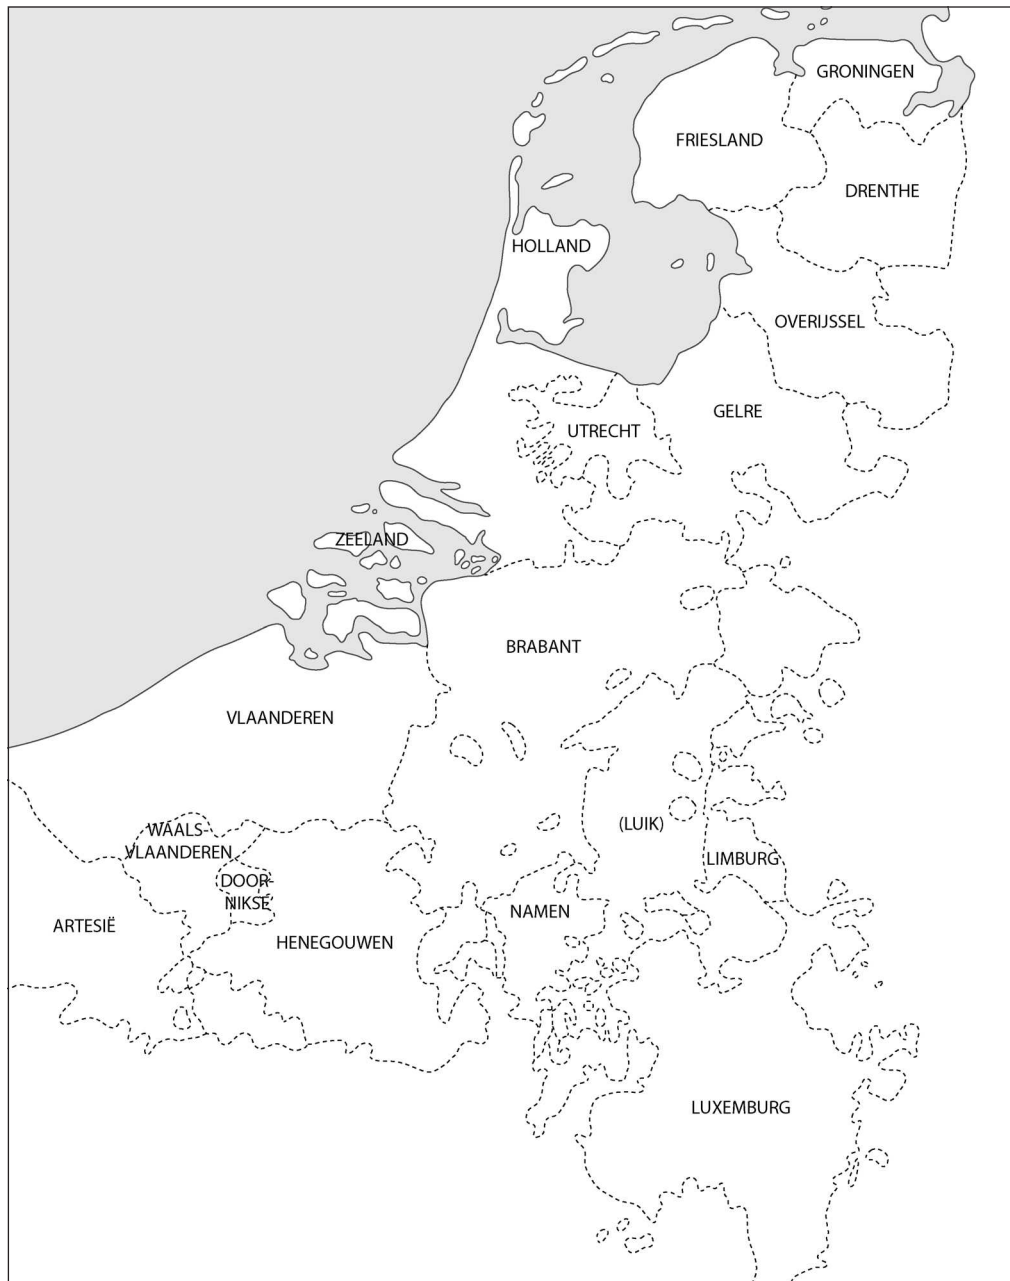 GRONINGEN
FRIESLAND
DRENTHE
HOLLAND
OVERIJSSEL
GELRE
UTRECHT
ZEELAND
BRABANT
VLAANDEREN
WAALS-
VLAANDEREN
(LUIK)
LIMBURG
DOOR-
NIKSE
NAMEN
ARTESIË
HENEGOUWEN
LUXEMBURG